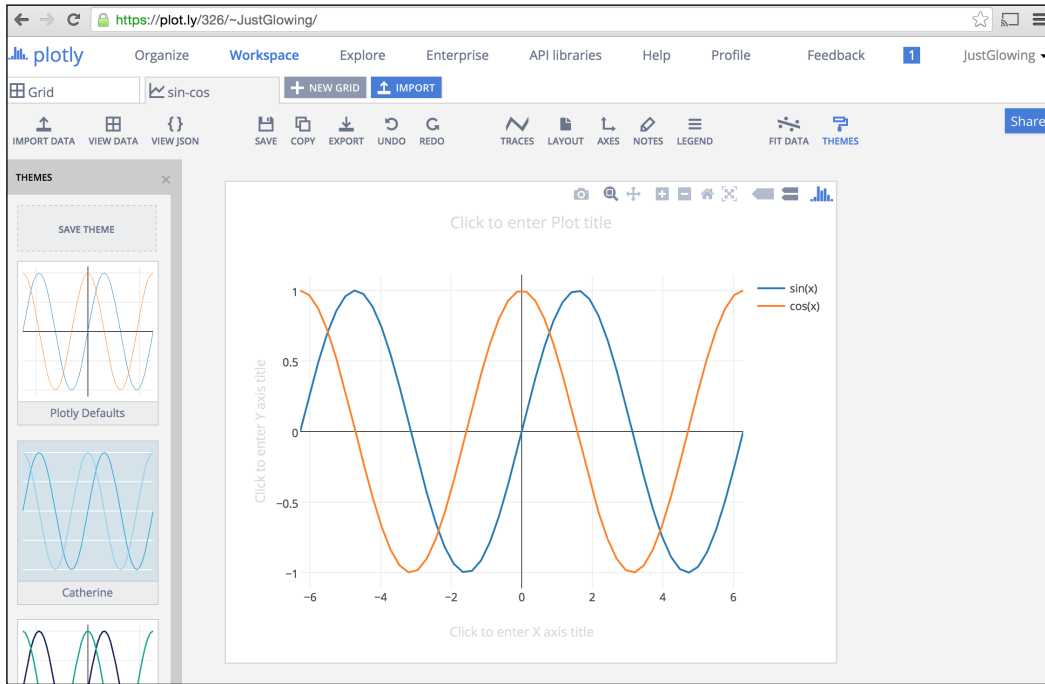 https://plot.ly/326/~JustGlowing/
plotly Organize Workspace Explore Enterprise API libraries Help Profile Feedback 1 JustGlowing
Grid sin-cos NEW GRID IMPORT
IMPORT DATA VIEW DATA VIEW JSON SAVE COPY EXPORT UNDO REDO TRACES LAYOUT AXES NOTES LEGEND FIT DATA THEMES Share
THEMES
SAVE THEME
Plotly Defaults
Catherine
Click to enter Plot title
sin(x)
cos(x)
1
0.5
0
−0.5
−1
Click to enter Y axis title
−6 −4 −2 0 2 4 6
Click to enter X axis title